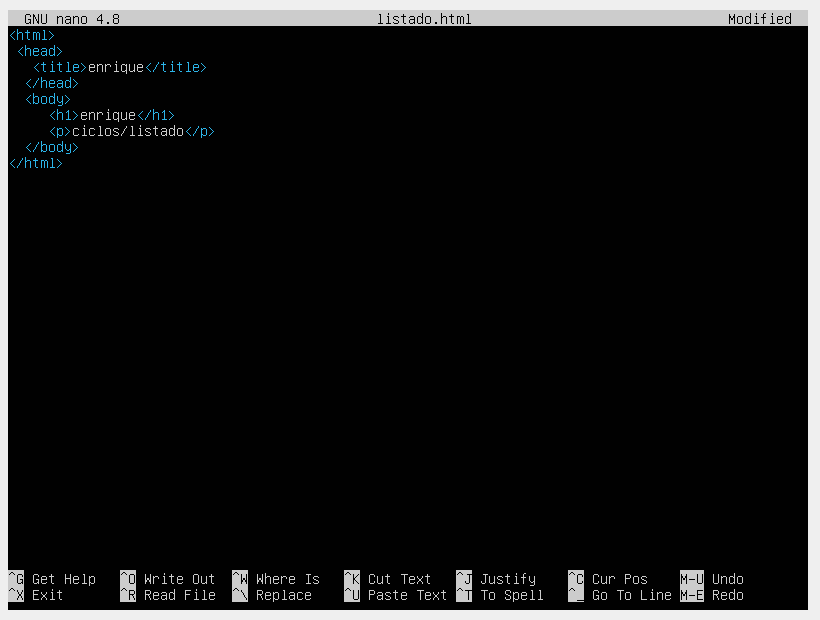 GNU nano 4.8 listado.html Modified
<html>
<head>
<title>enrique</title>
</head>
<body>
<h1>enrique</h1>
<p>ciclos/listado</p>
</body>
</html>
^G Get Help ^O Write Out ^W Where Is ^K Cut Text ^J Justify ^C Cur Pos M-U Undo
^X Exit ^R Read File ^\ Replace ^U Paste Text ^T To Spell ^_ Go To Line M-E Redo